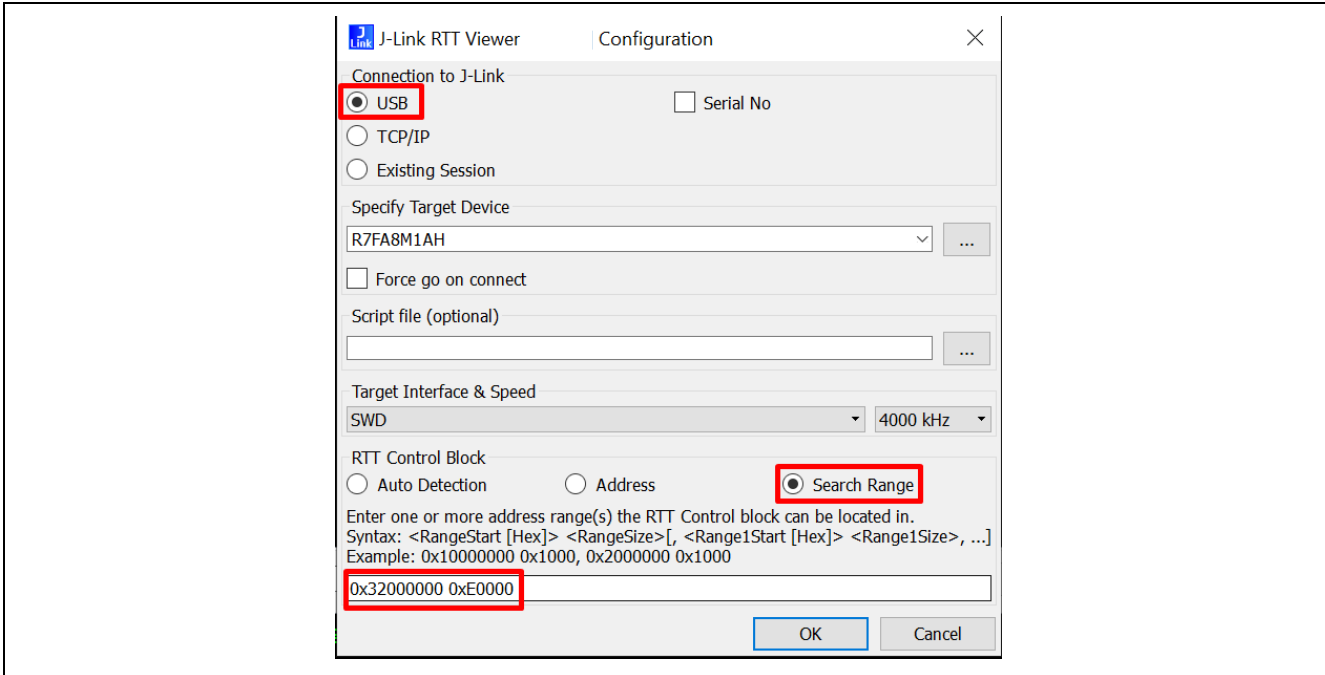 J-Link RTT Viewer Configuration
Connection to J-Link
USB Serial No
TCP/IP
Existing Session
Specify Target Device
R7FA8M1AH ...
Force go on connect
Script file (optional)
...
Target Interface & Speed
SWD 4000 kHz
RTT Control Block
Auto Detection Address Search Range
Enter one or more address range(s) the RTT Control block can be located in.
Syntax: <RangeStart [Hex]> <RangeSize>[, <Range1Start [Hex]> <Range1Size>, ...]
Example: 0x10000000 0x1000, 0x2000000 0x1000
0x32000000 0xE0000
OK Cancel